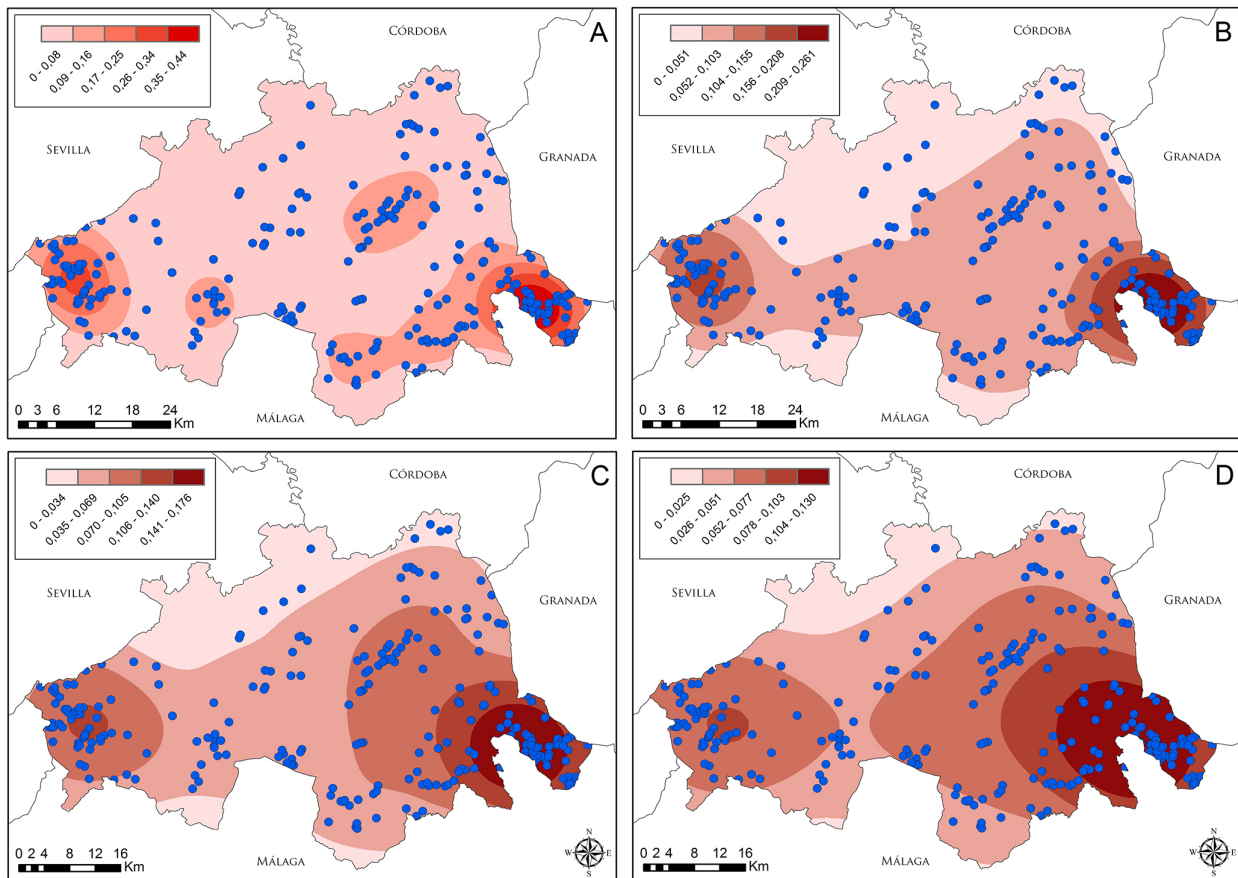 A
0 - 0,08
0,09 - 0,16
0,17 - 0,25
0,26 - 0,34
0,35 - 0,44
CÓRDOBA
SEVILLA
GRANADA
MÁLAGA
0 3 6 12 18 24
Km
B
0 - 0,051
0,052 - 0,103
0,104 - 0,155
0,156 - 0,208
0,209 - 0,261
CÓRDOBA
SEVILLA
GRANADA
MÁLAGA
0 3 6 12 18 24
Km
C
0 - 0,034
0,035 - 0,069
0,070 - 0,105
0,106 - 0,140
0,141 - 0,176
CÓRDOBA
SEVILLA
GRANADA
MÁLAGA
0 2 4 8 12 16
Km
N
W E
S
D
0 - 0,025
0,026 - 0,051
0,052 - 0,077
0,078 - 0,103
0,104 - 0,130
CÓRDOBA
SEVILLA
GRANADA
MÁLAGA
0 2 4 8 12 16
Km
N
W E
S